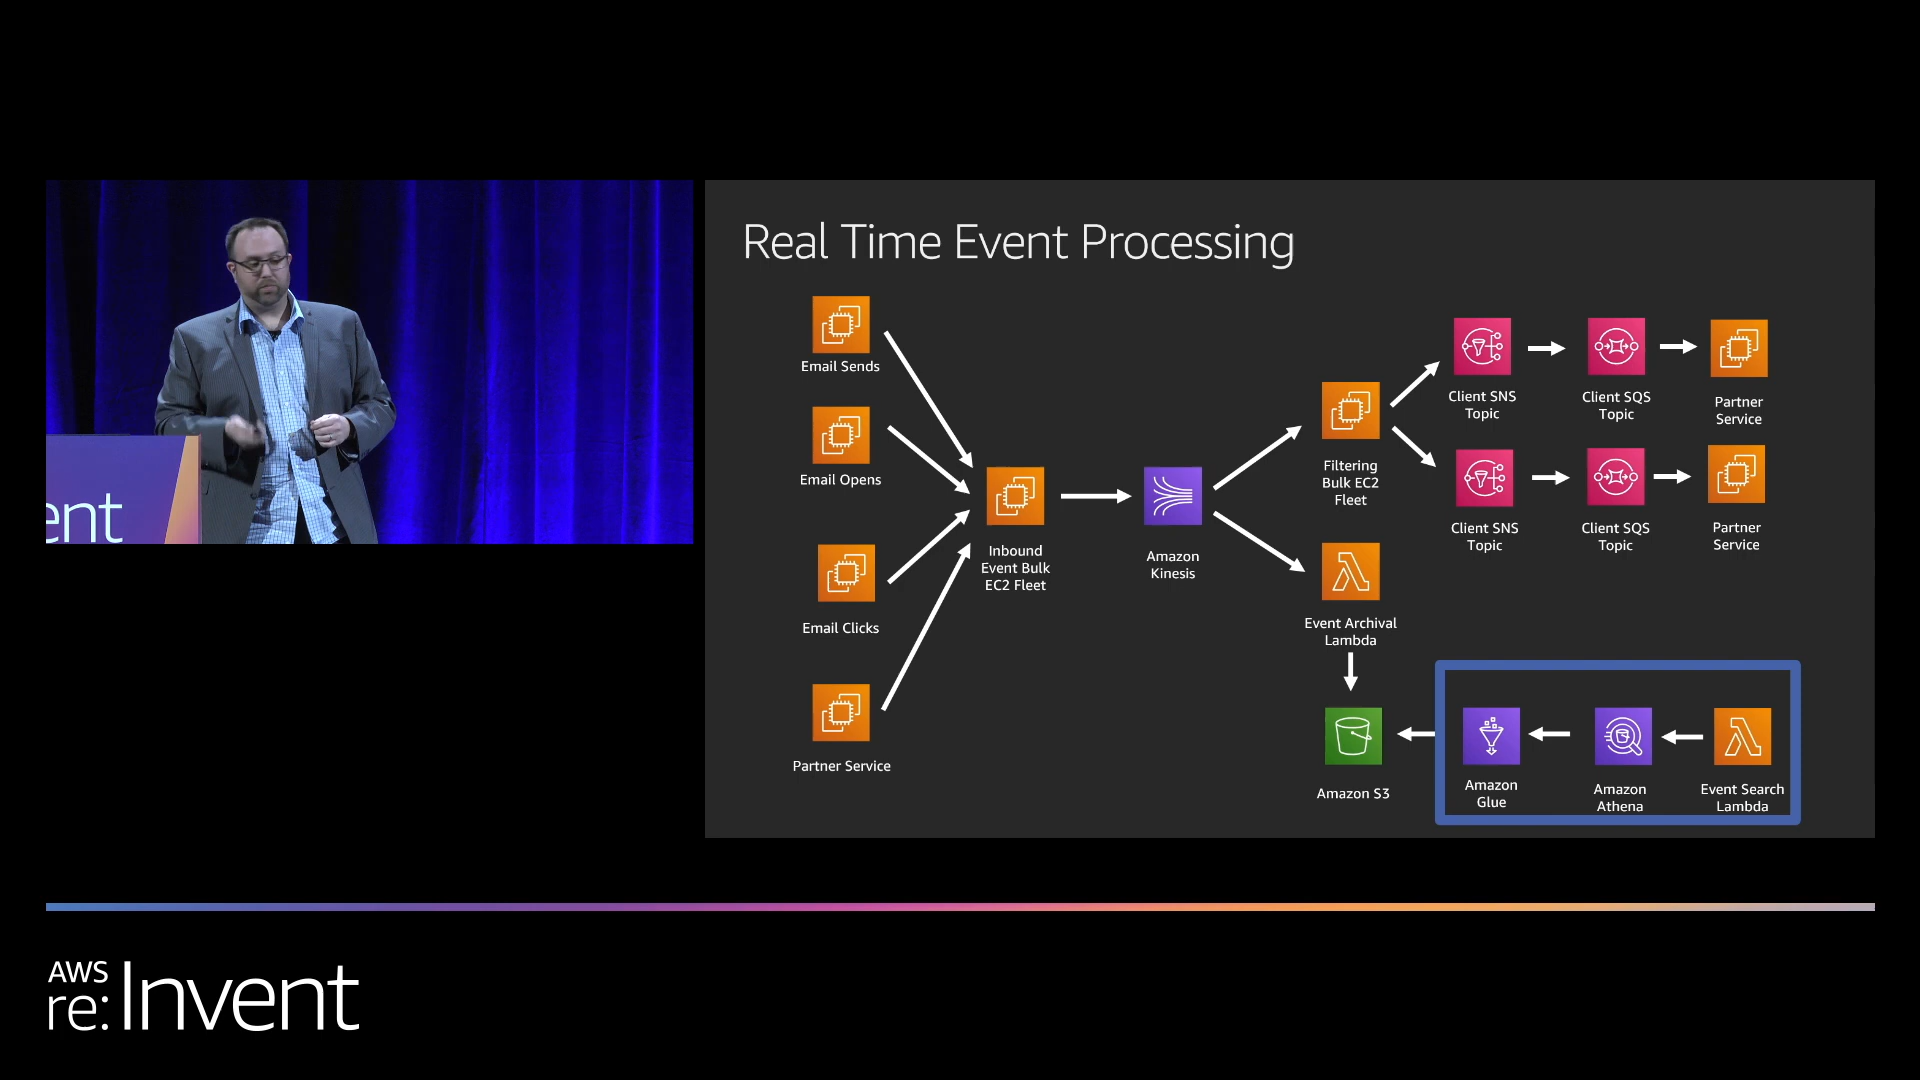 ent
Real Time Event Processing
Email Sends
Email Opens
Email Clicks
Partner Service
Inbound
Event Bulk
EC2 Fleet
Amazon
Kinesis
Filtering
Bulk EC2
Fleet
Event Archival
Lambda
Amazon S3
Client SNS
Topic
Client SQS
Topic
Partner
Service
Client SNS
Topic
Client SQS
Topic
Partner
Service
Amazon
Glue
Amazon
Athena
Event Search
Lambda
AWS
re:Invent